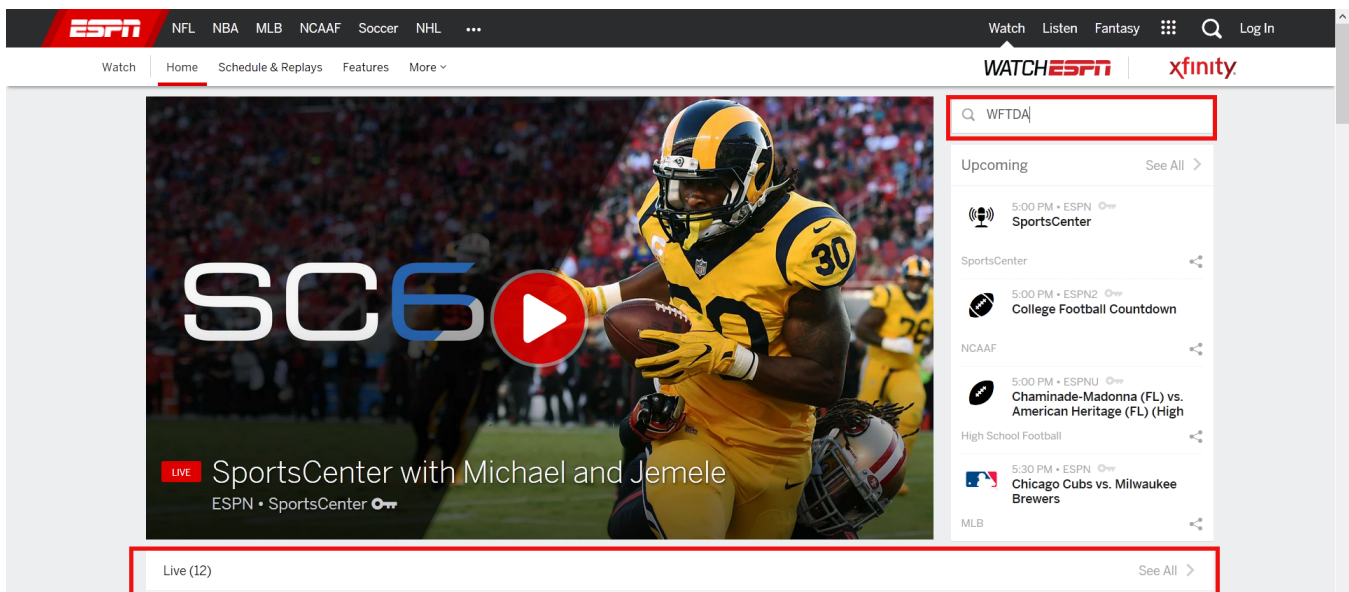 ESPN NFL NBA MLB NCAAF Soccer NHL ••• Watch Listen Fantasy Log In
Watch Home Schedule & Replays Features More WATCHESPN xfinity
WFTDA
Upcoming See All
5:00 PM • ESPN
SportsCenter
SportsCenter
5:00 PM • ESPN2
College Football Countdown
NCAAF
5:00 PM • ESPNU
Chaminade-Madonna (FL) vs.
American Heritage (FL) (High
High School Football
5:30 PM • ESPN
Chicago Cubs vs. Milwaukee
Brewers
MLB
SC6
30
76
LIVE SportsCenter with Michael and Jemele
ESPN • SportsCenter
Live (12) See All